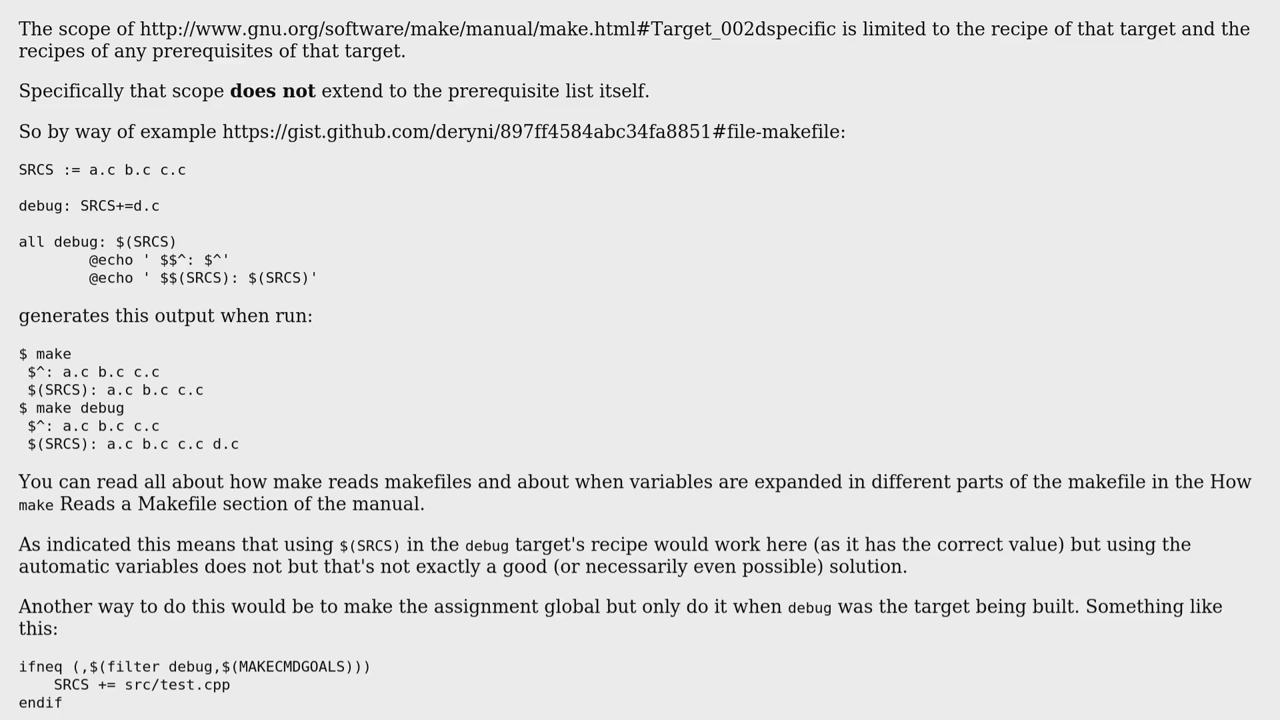 The scope of http://www.gnu.org/software/make/manual/make.html#Target_002dspecific is limited to the recipe of that target and the
recipes of any prerequisites of that target.
Specifically that scope does not extend to the prerequisite list itself.
So by way of example https://gist.github.com/deryni/897ff4584abc34fa8851#file-makefile:
SRCS := a.c b.c c.c
debug: SRCS+=d.c
all debug: $(SRCS)
        @echo ' $$^: $^'
        @echo ' $$(SRCS): $(SRCS)'
generates this output when run:
$ make
 $^: a.c b.c c.c
 $(SRCS): a.c b.c c.c
$ make debug
 $^: a.c b.c c.c
 $(SRCS): a.c b.c c.c d.c
You can read all about how make reads makefiles and about when variables are expanded in different parts of the makefile in the How
make Reads a Makefile section of the manual.
As indicated this means that using $(SRCS) in the debug target's recipe would work here (as it has the correct value) but using the
automatic variables does not but that's not exactly a good (or necessarily even possible) solution.
Another way to do this would be to make the assignment global but only do it when debug was the target being built. Something like
this:
ifneq (,$(filter debug,$(MAKECMDGOALS)))
    SRCS += src/test.cpp
endif